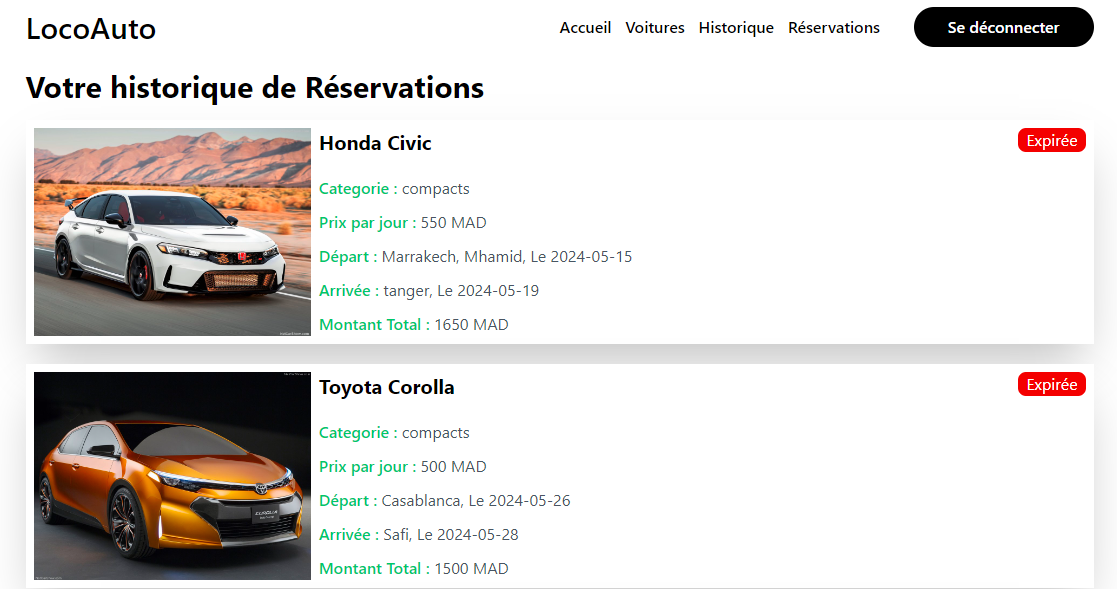 LocoAuto
Accueil Voitures Historique Réservations Se déconnecter
Votre historique de Réservations
Honda Civic
Expirée
Categorie : compacts
Prix par jour : 550 MAD
Départ : Marrakech, Mhamid, Le 2024-05-15
Arrivée : tanger, Le 2024-05-19
Montant Total : 1650 MAD
Toyota Corolla
Expirée
Categorie : compacts
Prix par jour : 500 MAD
Départ : Casablanca, Le 2024-05-26
Arrivée : Safi, Le 2024-05-28
Montant Total : 1500 MAD
COROLLA